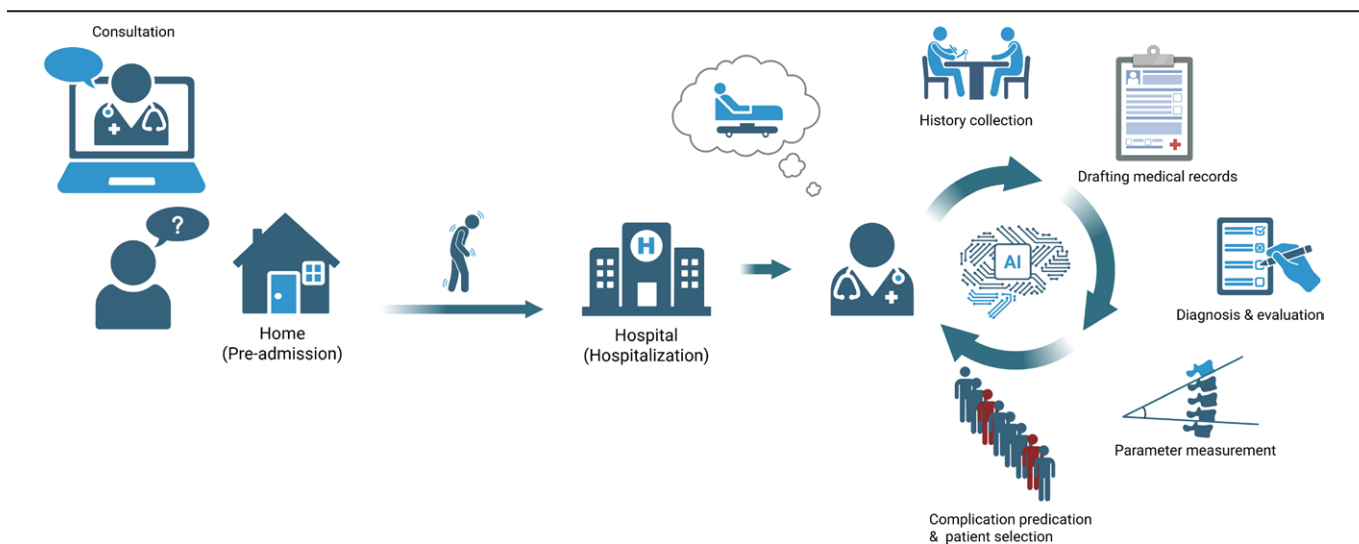 Consultation
?
Home
(Pre-admission)
H
Hospital
(Hospitalization)
History collection
Drafting medical records
AI
Diagnosis & evaluation
Parameter measurement
Complication predication
& patient selection